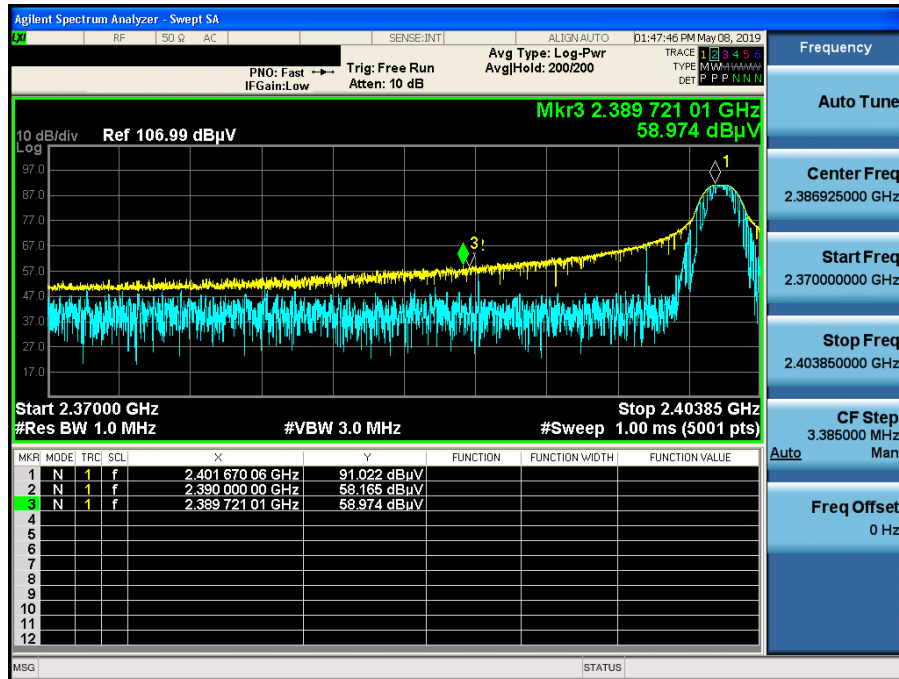 Agilent Spectrum Analyzer - Swept SA
LXI RF 50 Ω AC SENSE:INT ALIGN AUTO 01:47:46 PM May 08, 2019
Frequency
PNO: Fast Trig: Free Run Avg Type: Log-Pwr TRACE 1 2 3 4 5 6
IFGain:Low Atten: 10 dB Avg|Hold: 200/200 TYPE M W M W W W
DET P P P N N N
Auto Tune
Mkr3 2.389 721 01 GHz
10 dB/div Ref 106.99 dBµV 58.974 dBµV
Log
97.0
87.0
77.0
67.0
57.0
47.0
37.0
27.0
17.0
1
3
Center Freq
2.386925000 GHz
Start Freq
2.370000000 GHz
Stop Freq
2.403850000 GHz
Start 2.37000 GHz Stop 2.40385 GHz
#Res BW 1.0 MHz #VBW 3.0 MHz #Sweep 1.00 ms (5001 pts)
CF Step
3.385000 MHz
Auto Man
Freq Offset
0 Hz
MKR MODE TRC SCL X Y FUNCTION FUNCTION WIDTH FUNCTION VALUE
1 N 1 f 2.401 670 06 GHz 91.022 dBµV
2 N 1 f 2.390 000 00 GHz 58.165 dBµV
3 N 1 f 2.389 721 01 GHz 58.974 dBµV
4
5
6
7
8
9
10
11
12
MSG STATUS